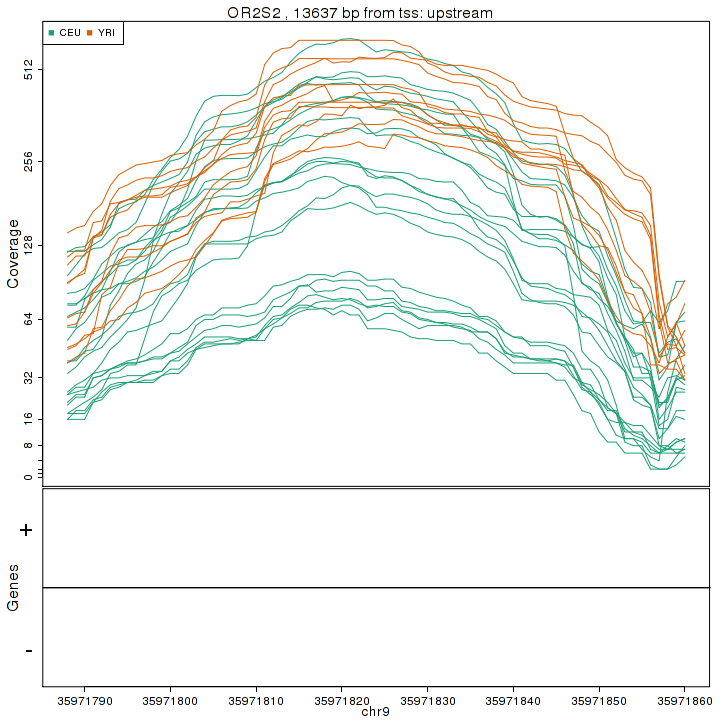 OR2S2 , 13637 bp from tss: upstream
CEU YRI
512
256
128
64
32
16
8
0
Coverage
+
-
Genes
35971790 35971800 35971810 35971820 35971830 35971840 35971850 35971860
chr9